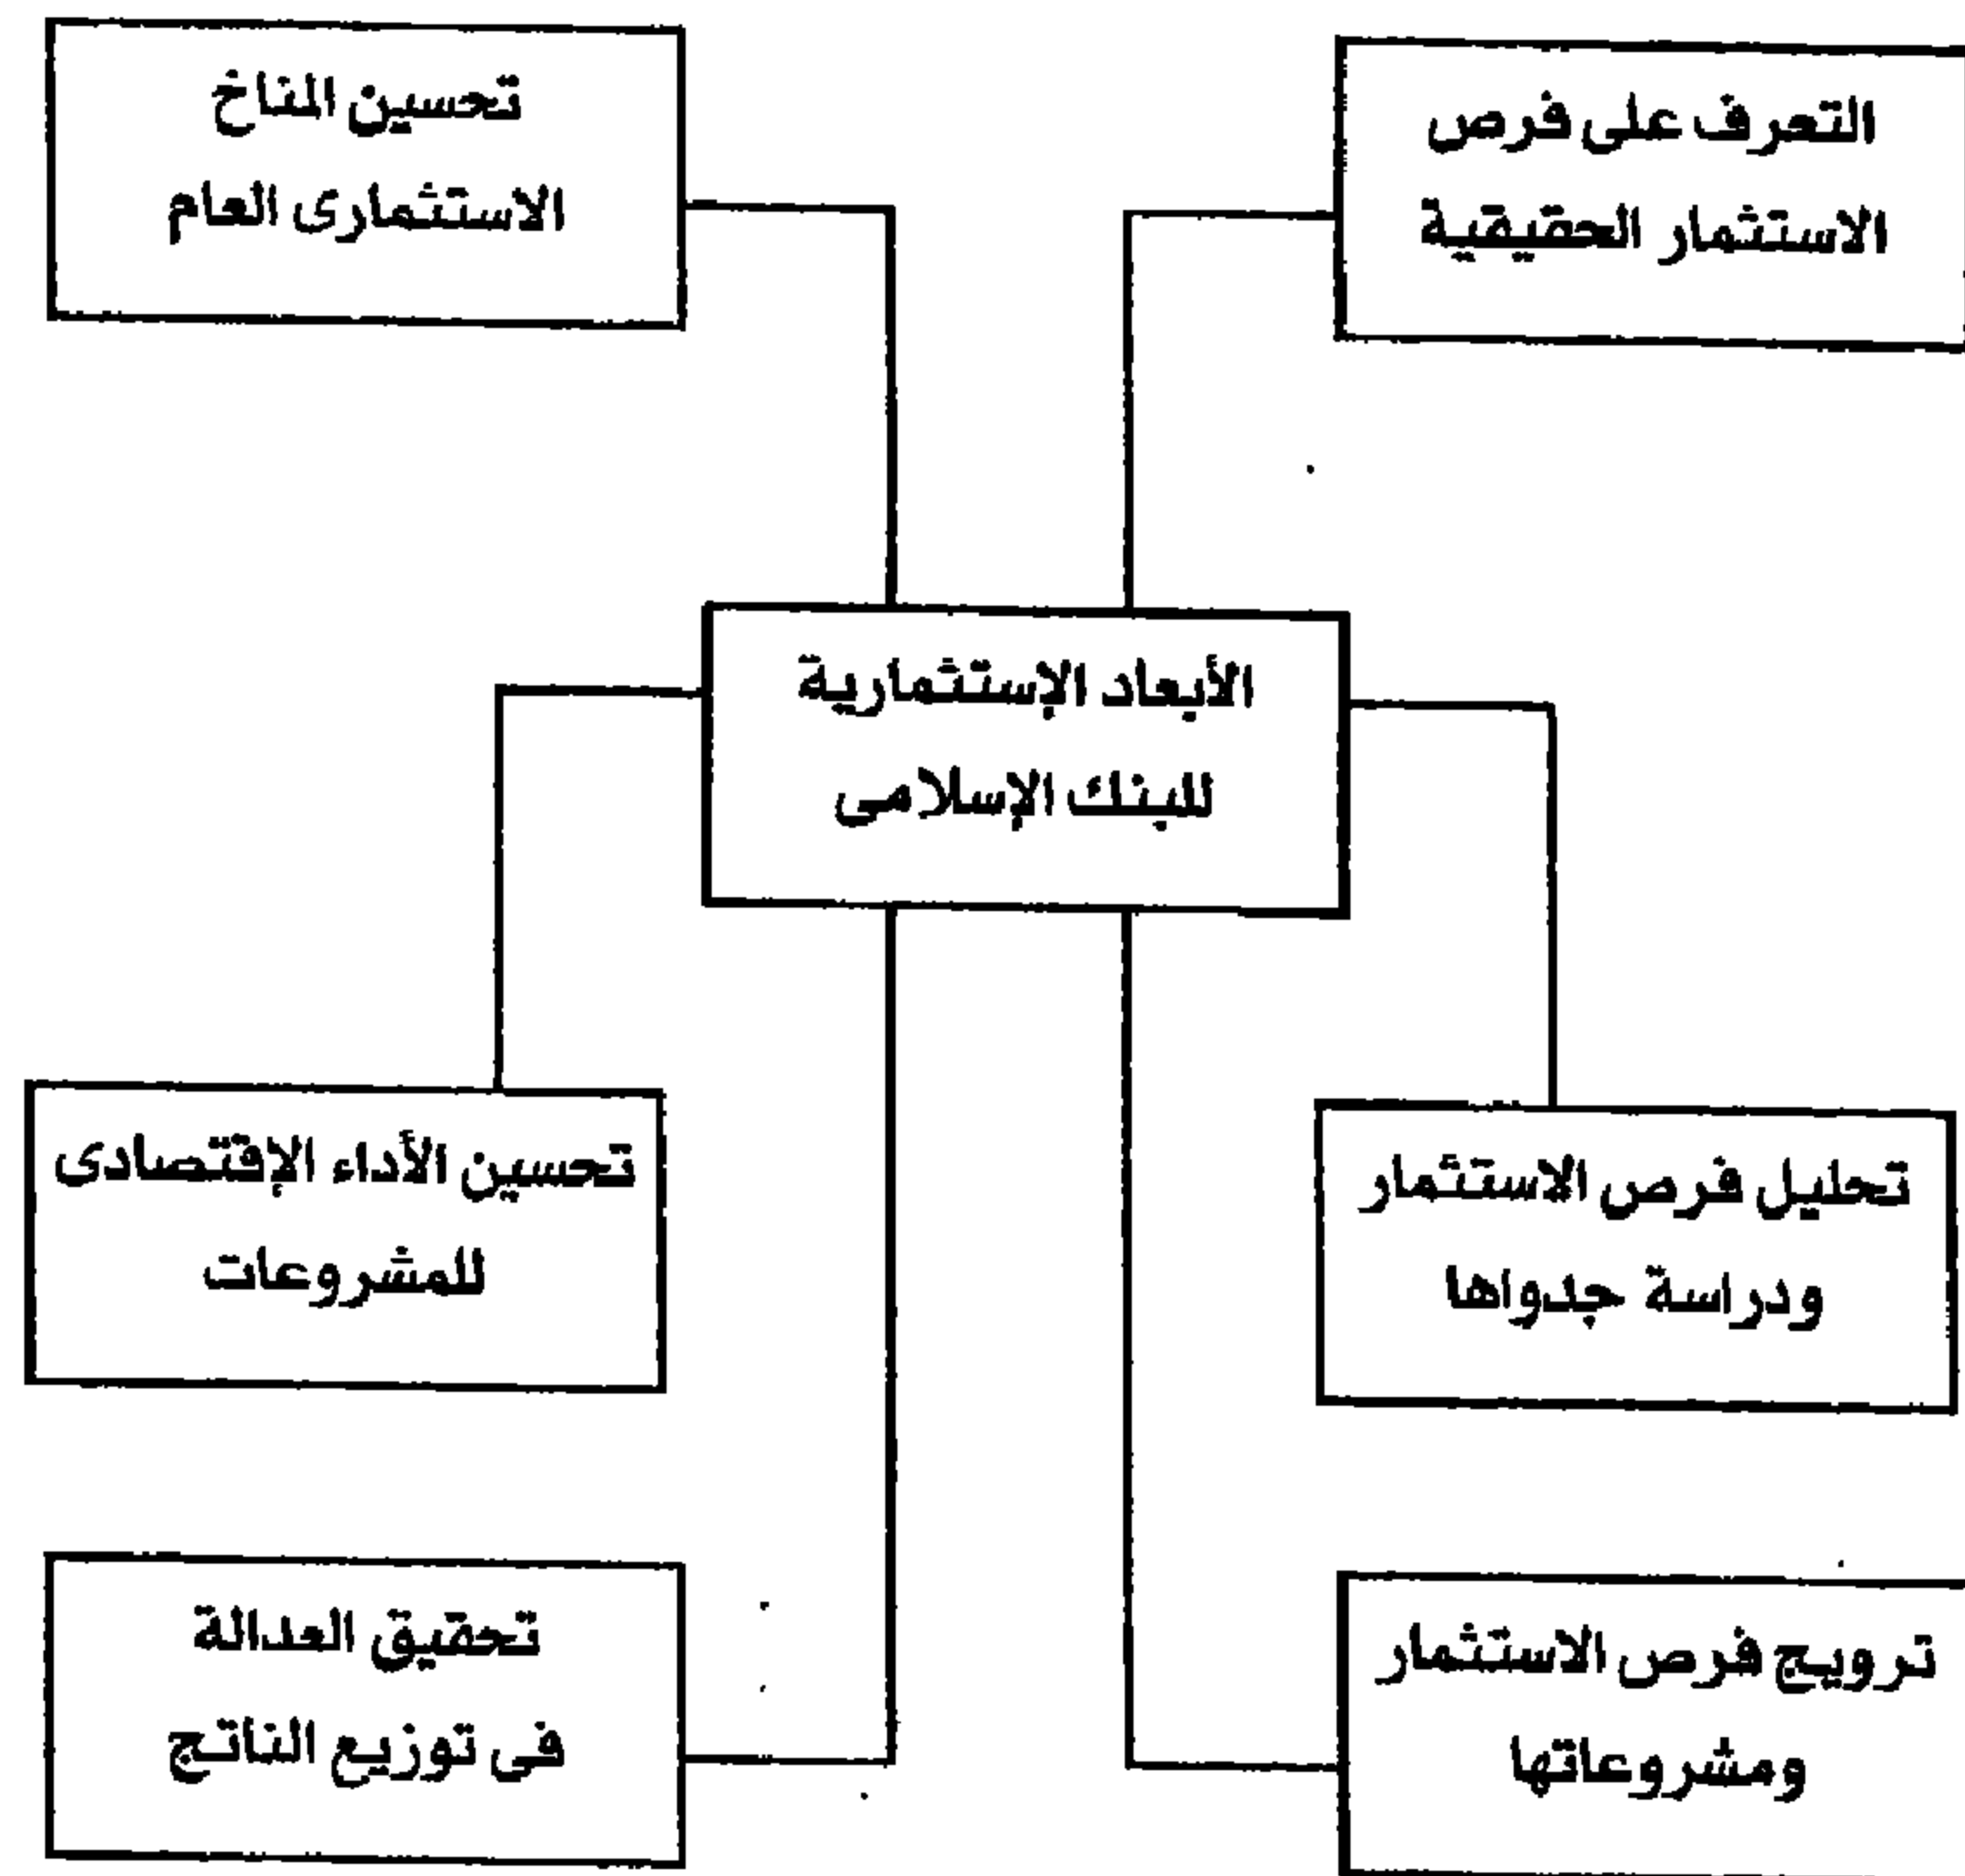 التعرف على فرص
الاستثمار الحقيقية
تحسين المناخ
الاستثمارى العام
الأبعاد الإستثمارية
للبنك الإسلامى
تحليل فرص الاستثمار
ودراسة جدواها
تحسين الأداء الإقتصادى
للمشروعات
ترويج فرص الاستثمار
ومشروعاتها
تحقيق العدالة
فى توزيع الناتج